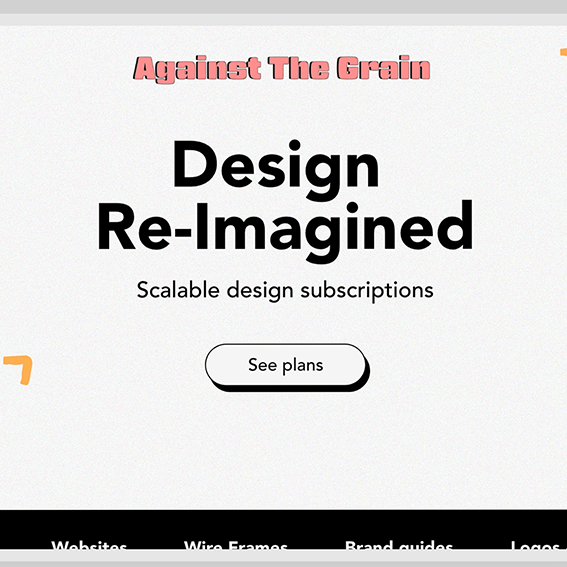 Against The Grain
Design
Re-Imagined
Scalable design subscriptions
See plans
Websites Wire Frames Brand guides Logos